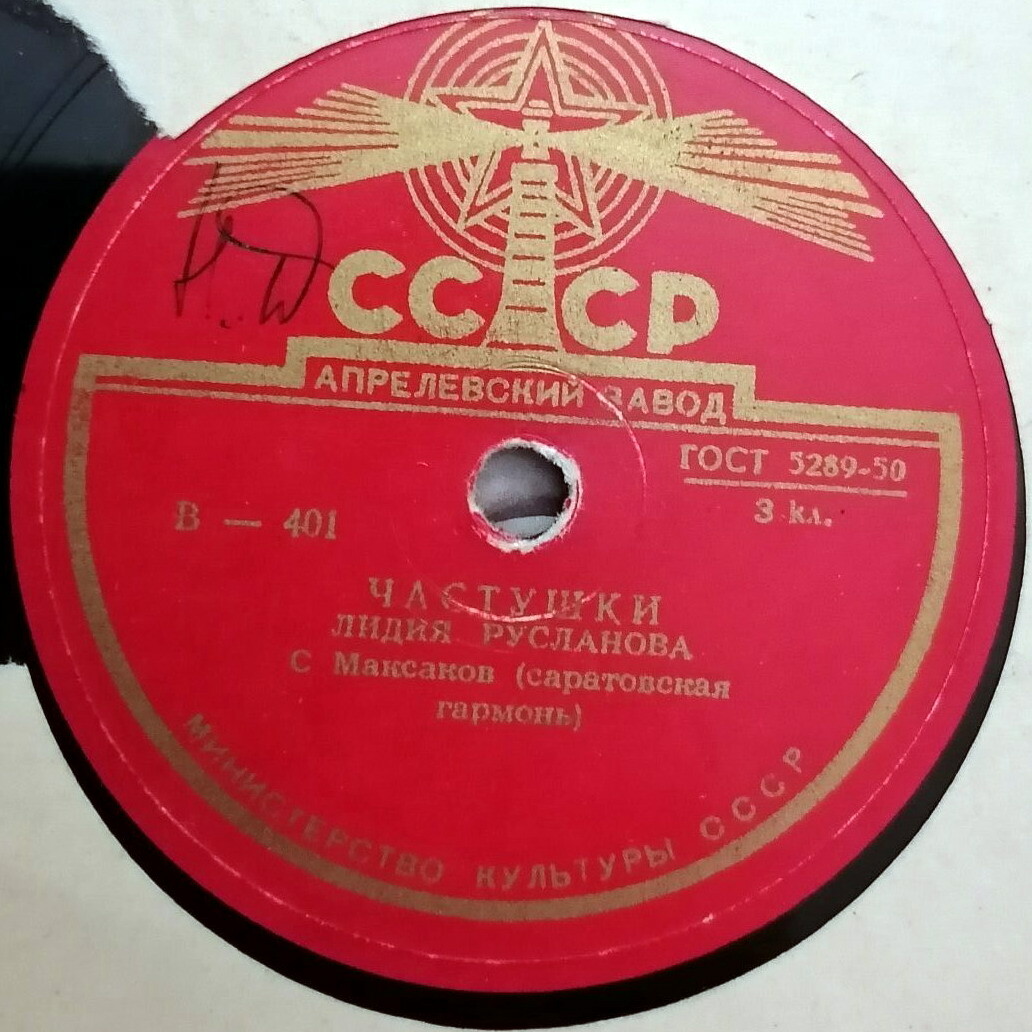 СССР
АПРЕЛЕВСКИЙ ЗАВОД
ГОСТ 5289-50
В — 401
3 кл.
ЧАСТУШКИ
ЛИДИЯ РУСЛАНОВА
С Максаков (саратовская
гармонь)
МИНИСТЕРСТВО КУЛЬТУРЫ СССР